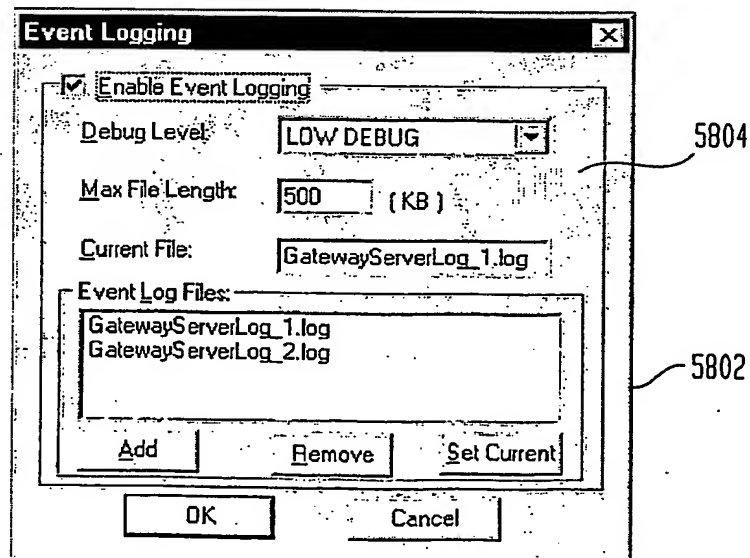 Event Logging
Enable Event Logging
Debug Level:
LOW DEBUG
5804
Max File Length:
500 (KB)
Current File:
GatewayServerLog_1.log
Event Log Files:
GatewayServerLog_1.log
GatewayServerLog_2.log
5802
Add Remove Set Current
OK Cancel